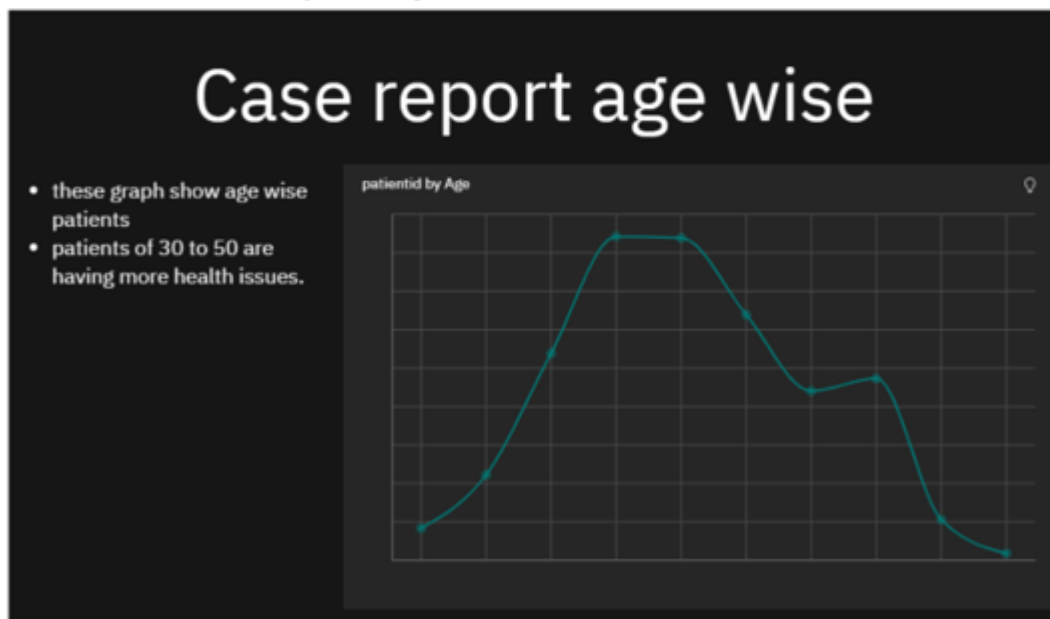 Case report age wise
• these graph show age wise
patients
• patients of 30 to 50 are
having more health issues.
patientid by Age